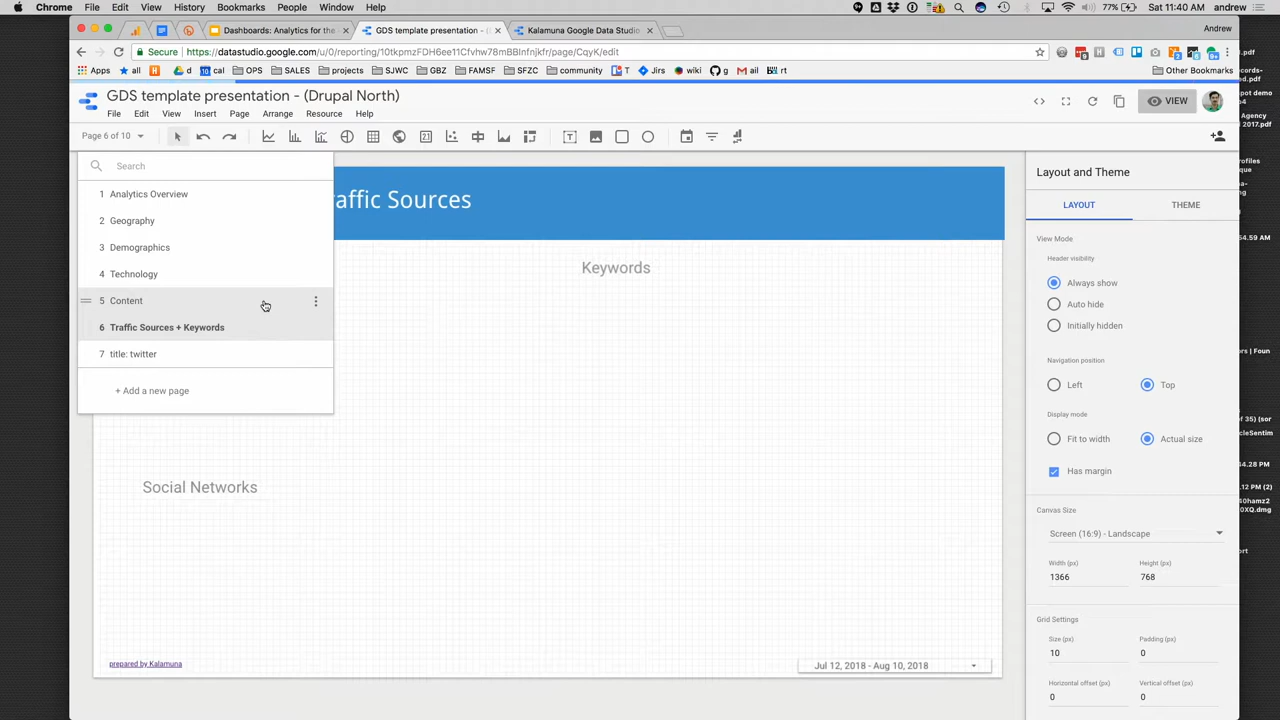 Chrome File Edit View History Bookmarks People Window Help 77% Sat 11:40 AM andrew
Dashboards: Analytics for the × GDS template presentation - ( × Kalamuna Google Data Studio × Andrew
Secure https://datastudio.google.com/u/0/reporting/10tkpmzFDH6ee11Cfvhw78mBBInfnjkfr/page/CqyK/edit
Apps all d cal OPS SALES projects SJWC GBZ FAMSF SFZC community T Jirs wiki g ail rt Other Bookmarks
GDS template presentation - (Drupal North)
File Edit View Insert Page Arrange Resource Help
VIEW
Page 6 of 10
Search
1 Analytics Overview
2 Geography
3 Demographics
4 Technology
5 Content
6 Traffic Sources + Keywords
7 title: twitter
+ Add a new page
raffic Sources
Keywords
Social Networks
prepared by Kalamuna
Jul 12, 2018 - Aug 10, 2018
Layout and Theme
LAYOUT THEME
View Mode
Header visibility
Always show
Auto hide
Initially hidden
Navigation position
Left Top
Display mode
Fit to width Actual size
Has margin
Canvas Size
Screen (16:9) - Landscape
Width (px) Height (px)
1366 768
Grid Settings
Size (px) Padding (px)
10 0
Horizontal offset (px) Vertical offset (px)
0 0